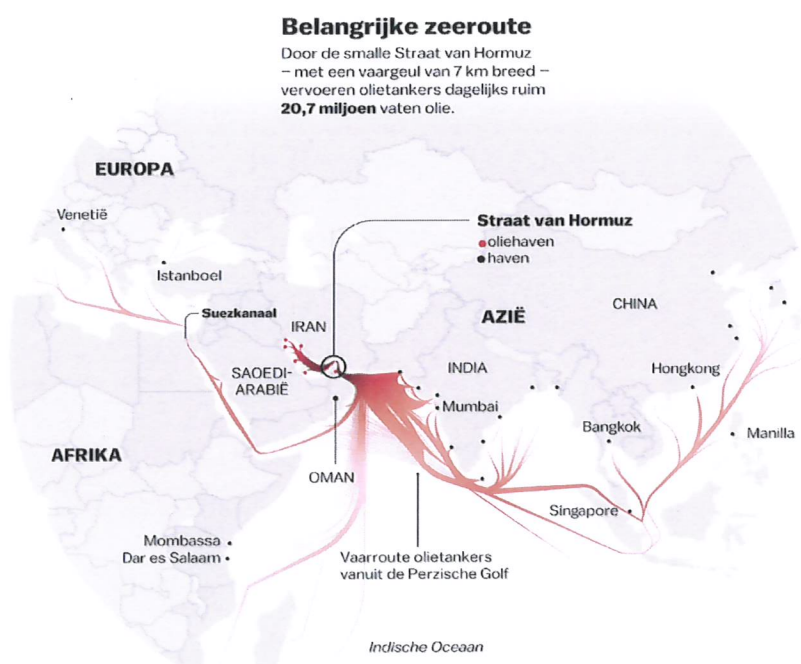 Belangrijke zeeroute
Door de smalle Straat van Hormuz
– met een vaargeul van 7 km breed –
vervoeren olietankers dagelijks ruim
20,7 miljoen vaten olie.
EUROPA
Venetië
Istanboel
Suezkanaal
Straat van Hormuz
oliehaven
haven
IRAN
AZIË
CHINA
SAOEDI-
ARABIË
INDIA
Hongkong
Mumbai
Bangkok
Manilla
AFRIKA
OMAN
Singapore
Mombassa
Dar es Salaam
Vaarroute olietankers
vanuit de Perzische Golf
Indische Oceaan